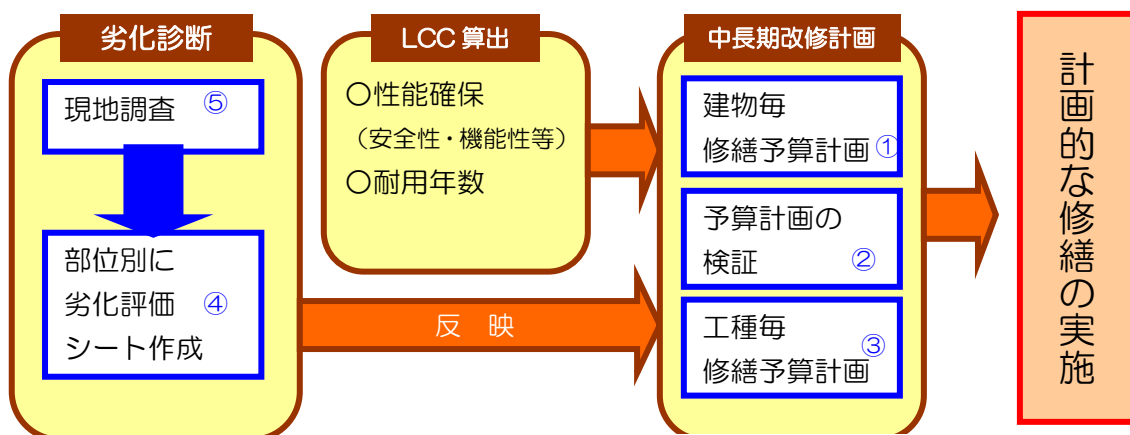 劣化診断
現地調査 ⑤
部位別に
劣化評価 ④
シート作成
LCC 算出
〇性能確保
（安全性・機能性等）
〇耐用年数
反 映
中長期改修計画
建物毎
修繕予算計画 ①
予算計画の
検証 ②
工種毎
修繕予算計画 ③
計画的な修繕の実施